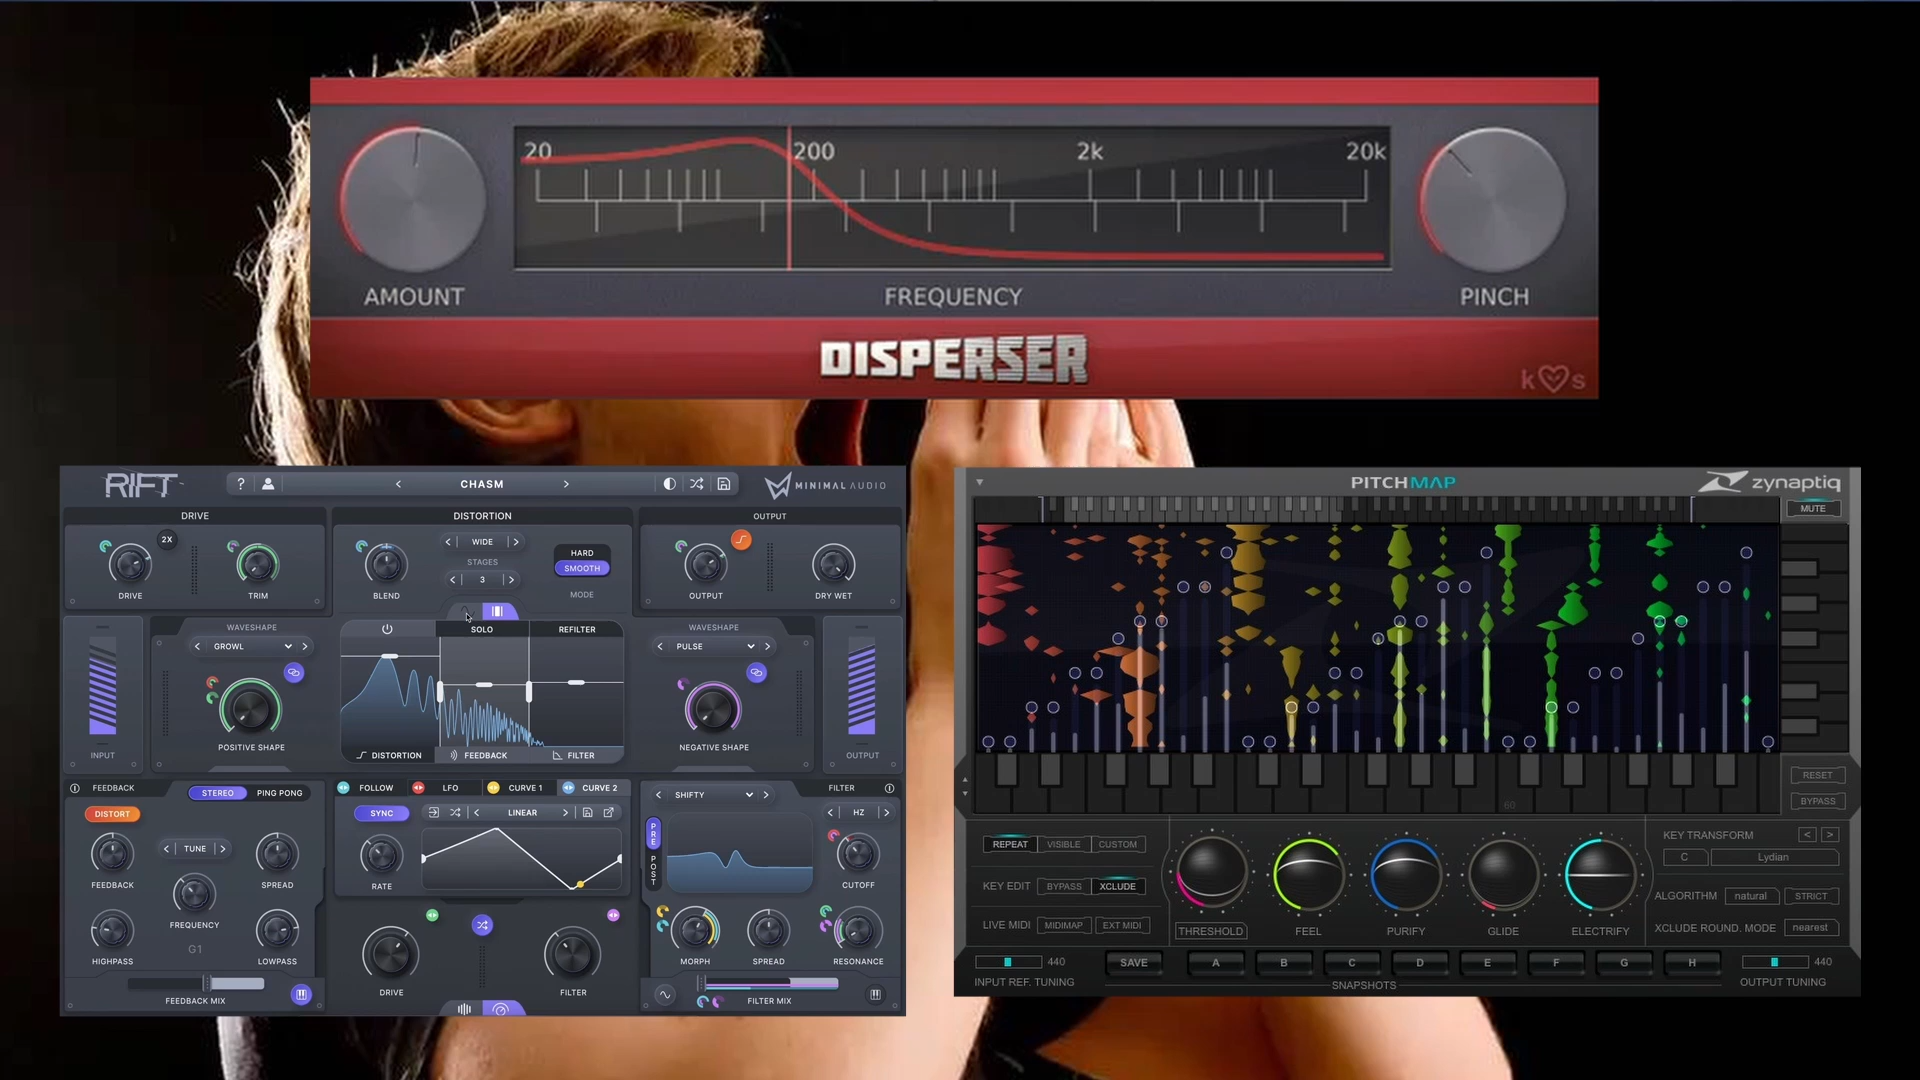 20 200 2k 20k
AMOUNT FREQUENCY PINCH
DISPERSER
k s
RIFT ? < CHASM > MINIMAL AUDIO
DRIVE DISTORTION OUTPUT
2X < WIDE > HARD
STAGES SMOOTH
< 3 > MODE
DRIVE TRIM BLEND OUTPUT DRY WET
WAVESHAPE SOLO REFILTER WAVESHAPE
< GROWL > < PULSE >
POSITIVE SHAPE NEGATIVE SHAPE
INPUT DISTORTION FEEDBACK FILTER OUTPUT
FEEDBACK STEREO PING PONG FOLLOW LFO CURVE 1 CURVE 2 < SHIFTY > FILTER
DISTORT SYNC < LINEAR > PRE < HZ >
< TUNE > POST
FEEDBACK SPREAD RATE CUTOFF
FREQUENCY
G1
HIGHPASS LOWPASS MORPH SPREAD RESONANCE
DRIVE FILTER
FEEDBACK MIX FILTER MIX
PITCHMAP zynaptiq
MUTE
RESET
60 BYPASS
REPEAT VISIBLE CUSTOM KEY TRANSFORM < >
C Lydian
KEY EDIT BYPASS XCLUDE ALGORITHM natural STRICT
LIVE MIDI MIDIMAP EXT MIDI XCLUDE ROUND. MODE nearest
THRESHOLD FEEL PURIFY GLIDE ELECTRIFY
440 SAVE A B C D E F G H 440
INPUT REF. TUNING SNAPSHOTS OUTPUT TUNING